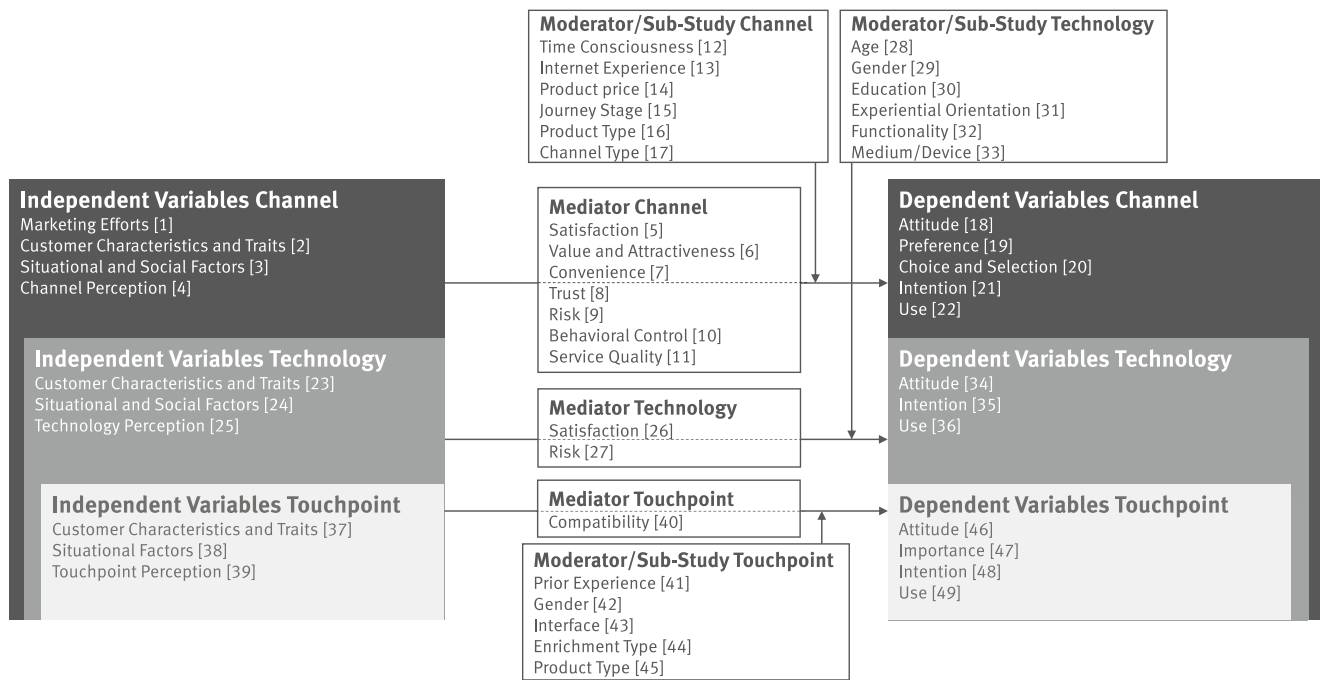 Moderator/Sub-Study Channel
Time Consciousness [12]
Internet Experience [13]
Product price [14]
Journey Stage [15]
Product Type [16]
Channel Type [17]
Moderator/Sub-Study Technology
Age [28]
Gender [29]
Education [30]
Experiential Orientation [31]
Functionality [32]
Medium/Device [33]
Independent Variables Channel
Marketing Efforts [1]
Customer Characteristics and Traits [2]
Situational and Social Factors [3]
Channel Perception [4]
Mediator Channel
Satisfaction [5]
Value and Attractiveness [6]
Convenience [7]
Trust [8]
Risk [9]
Behavioral Control [10]
Service Quality [11]
Dependent Variables Channel
Attitude [18]
Preference [19]
Choice and Selection [20]
Intention [21]
Use [22]
Independent Variables Technology
Customer Characteristics and Traits [23]
Situational and Social Factors [24]
Technology Perception [25]
Mediator Technology
Satisfaction [26]
Risk [27]
Dependent Variables Technology
Attitude [34]
Intention [35]
Use [36]
Independent Variables Touchpoint
Customer Characteristics and Traits [37]
Situational Factors [38]
Touchpoint Perception [39]
Mediator Touchpoint
Compatibility [40]
Dependent Variables Touchpoint
Attitude [46]
Importance [47]
Intention [48]
Use [49]
Moderator/Sub-Study Touchpoint
Prior Experience [41]
Gender [42]
Interface [43]
Enrichment Type [44]
Product Type [45]